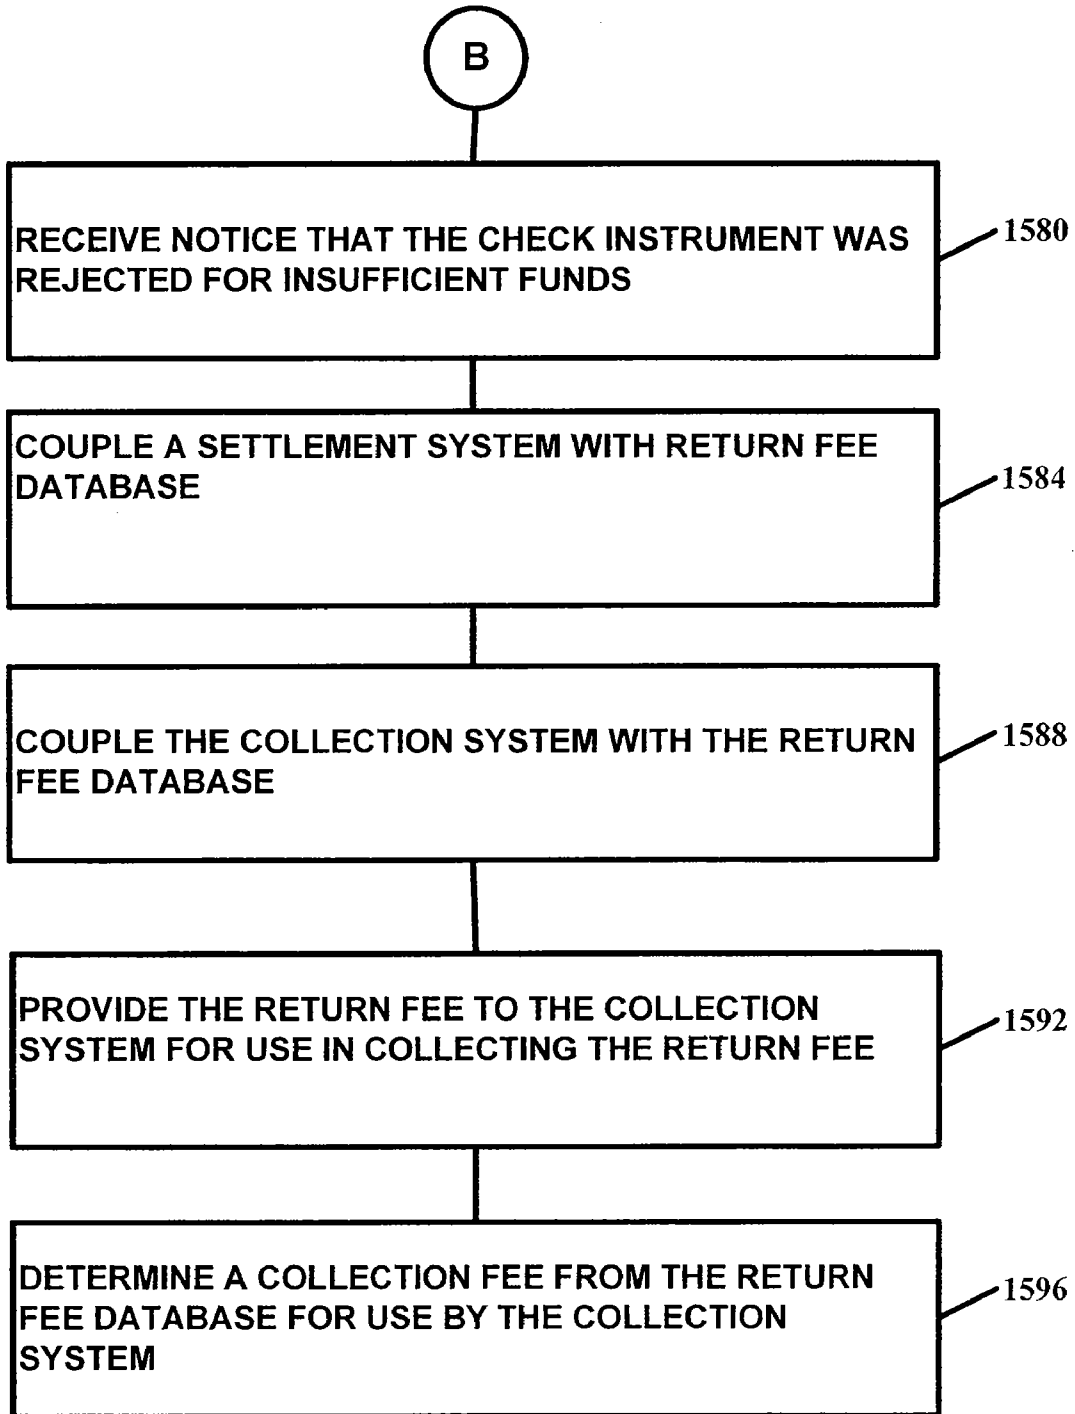 B
RECEIVE NOTICE THAT THE CHECK INSTRUMENT WAS
REJECTED FOR INSUFFICIENT FUNDS
1580
COUPLE A SETTLEMENT SYSTEM WITH RETURN FEE
DATABASE
1584
COUPLE THE COLLECTION SYSTEM WITH THE RETURN
FEE DATABASE
1588
PROVIDE THE RETURN FEE TO THE COLLECTION
SYSTEM FOR USE IN COLLECTING THE RETURN FEE
1592
DETERMINE A COLLECTION FEE FROM THE RETURN
FEE DATABASE FOR USE BY THE COLLECTION
SYSTEM
1596